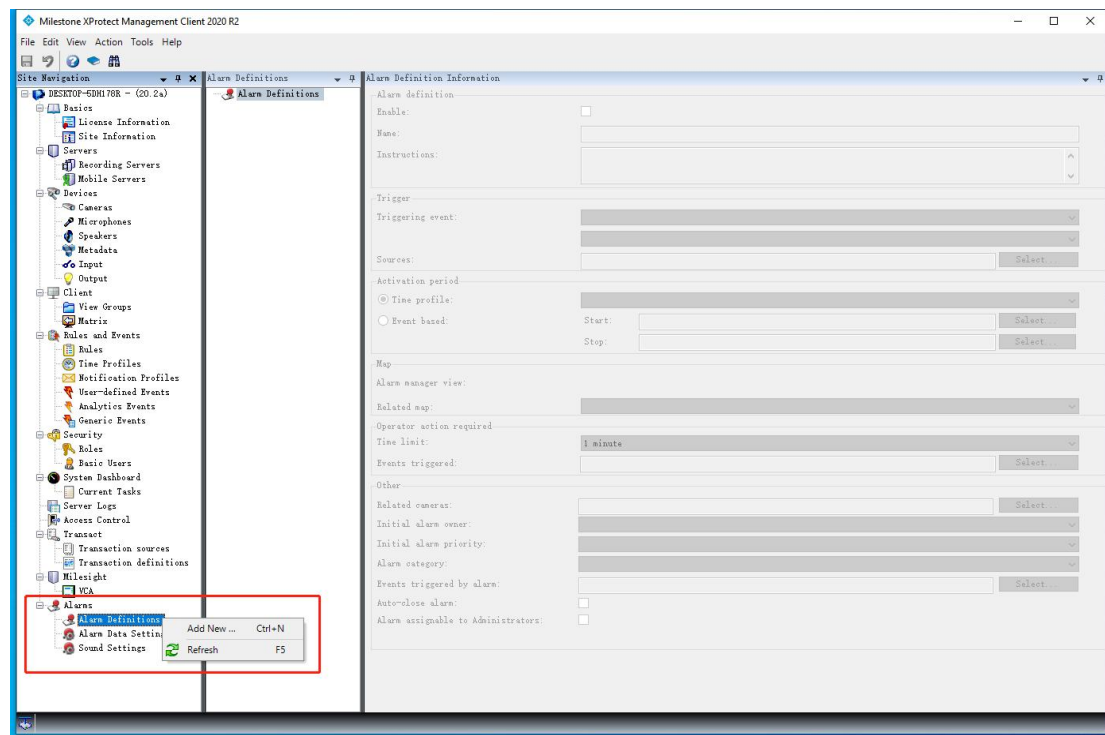 Milestone XProtect Management Client 2020 R2
File Edit View Action Tools Help
Site Navigation
DESKTOP-5DM178R - (20.2a)
Basics
License Information
Site Information
Servers
Recording Servers
Mobile Servers
Devices
Cameras
Microphones
Speakers
Metadata
Input
Output
Client
View Groups
Matrix
Rules and Events
Rules
Time Profiles
Notification Profiles
User-defined Events
Analytics Events
Generic Events
Security
Roles
Basic Users
System Dashboard
Current Tasks
Server Logs
Access Control
Transact
Transaction sources
Transaction definitions
Milesight
VCA
Alarms
Alarm Definitions
Alarm Data Settin
Sound Settings
Add New ... Ctrl+N
Refresh F5
Alarm Definitions
Alarm Definitions
Alarm Definition Information
Alarm definition
Enable:
Name:
Instructions:
Trigger
Triggering event:
Sources: Select...
Activation period
Time profile:
Event based: Start: Select...
Stop: Select...
Map
Alarm manager view:
Related map:
Operator action required
Time limit: 1 minute
Events triggered: Select...
Other
Related cameras: Select...
Initial alarm owner:
Initial alarm priority:
Alarm category:
Events triggered by alarm: Select...
Auto-close alarm:
Alarm assignable to Administrators: